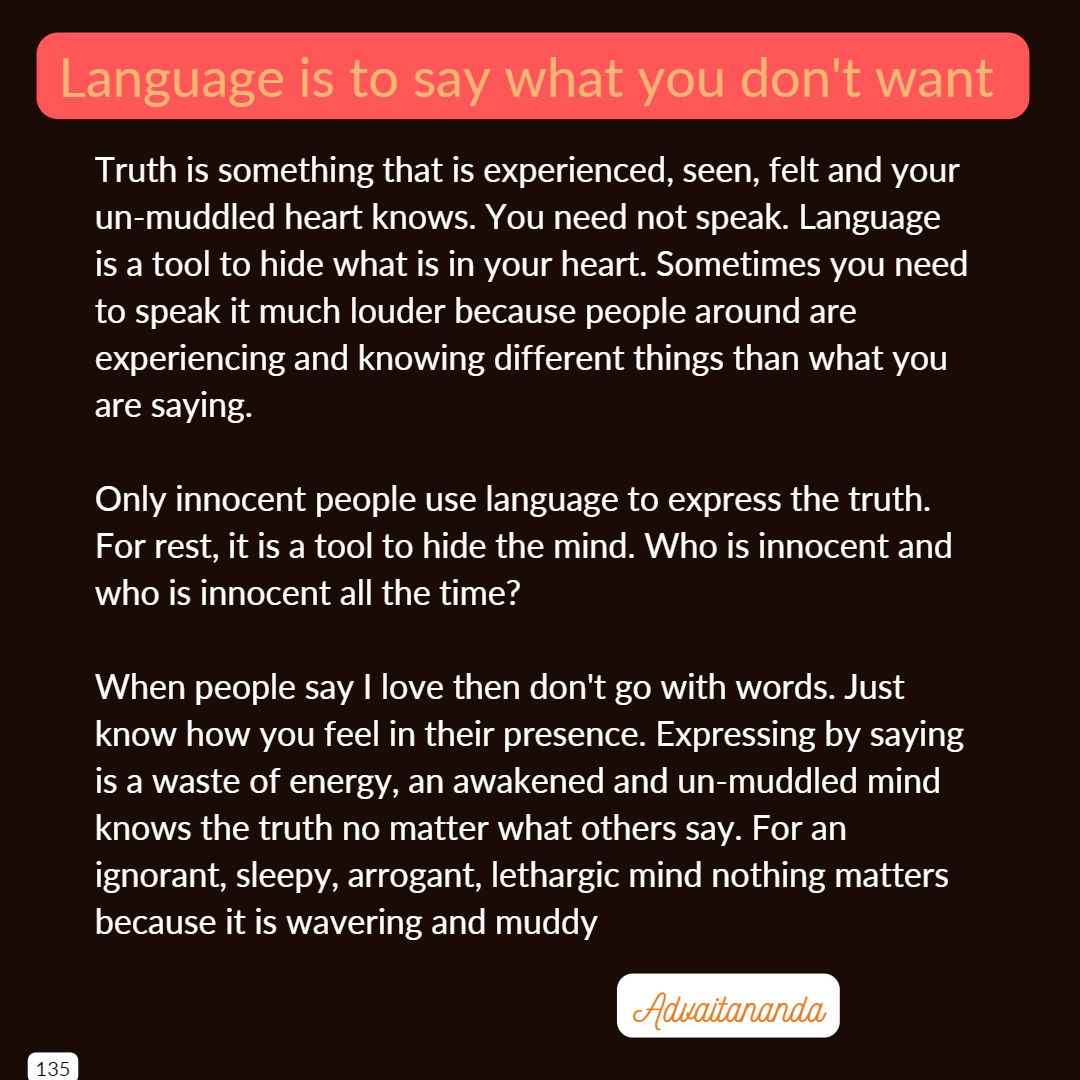 Language is to say what you don't want
Truth is something that is experienced, seen, felt and your
un-muddled heart knows. You need not speak. Language
is a tool to hide what is in your heart. Sometimes you need
to speak it much louder because people around are
experiencing and knowing different things than what you
are saying.
Only innocent people use language to express the truth.
For rest, it is a tool to hide the mind. Who is innocent and
who is innocent all the time?
When people say I love then don't go with words. Just
know how you feel in their presence. Expressing by saying
is a waste of energy, an awakened and un-muddled mind
knows the truth no matter what others say. For an
ignorant, sleepy, arrogant, lethargic mind nothing matters
because it is wavering and muddy
Advaitananda
135